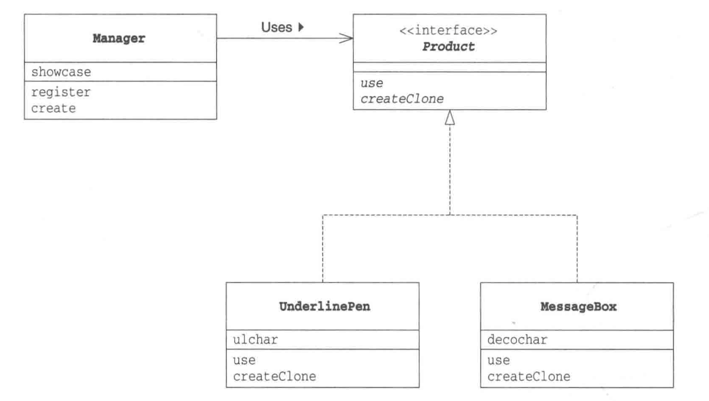 Manager
showcase
register
create
Uses ▶
<<interface>>
Product
use
createClone
UnderlinePen
ulchar
use
createClone
MessageBox
decochar
use
createClone